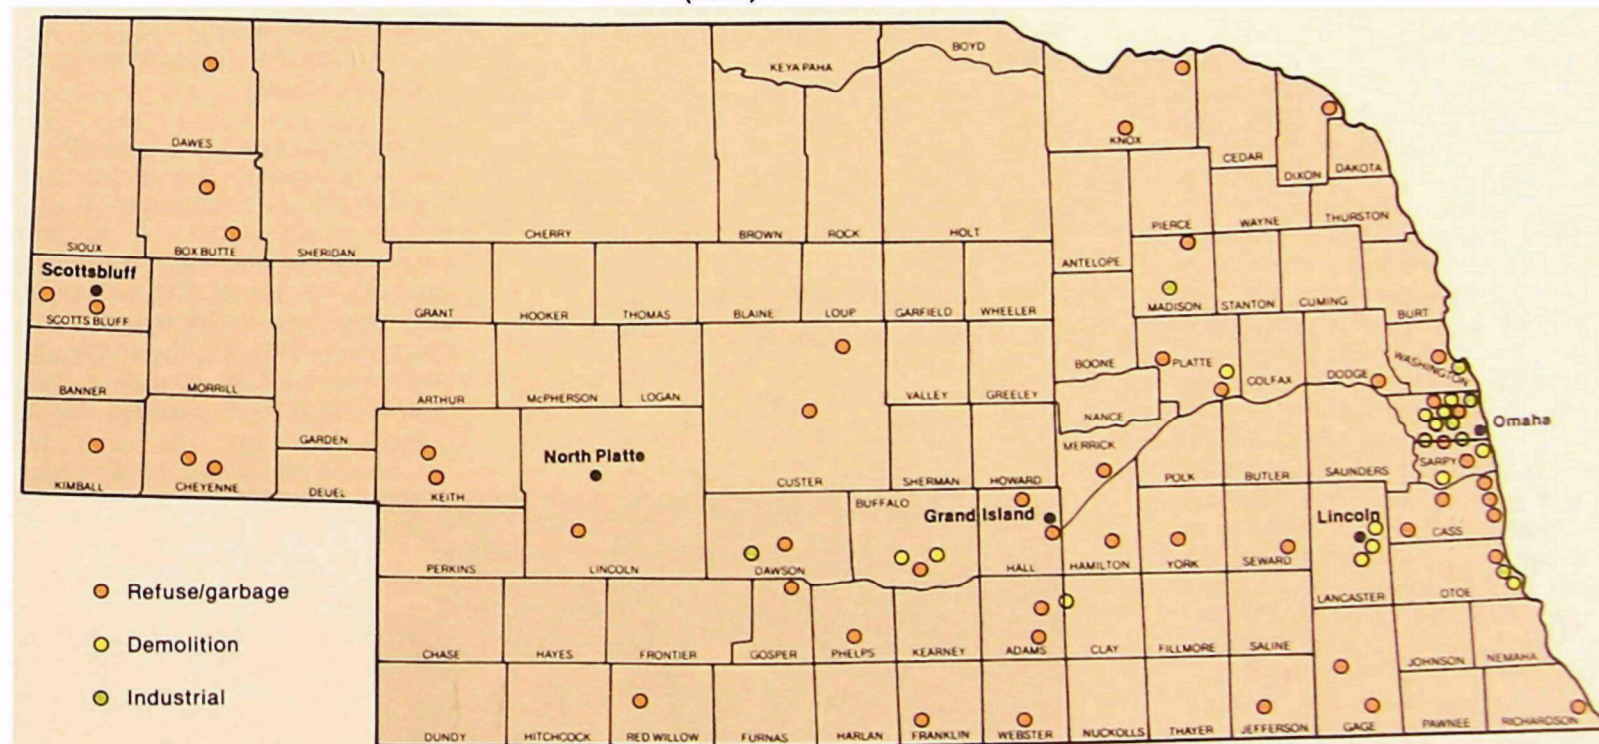 BOYD
KEYA PAHA
KNOX
DAWES
CEDAR
DIXON
DAKOTA
SIOUX
BOX BUTTE
SHERIDAN
CHERRY
BROWN
ROCK
HOLT
ANTELOPE
PIERCE
WAYNE
THURSTON
Scottsbluff
SCOTTS BLUFF
GRANT
HOOKER
THOMAS
BLAINE
LOUP
GARFIELD
WHEELER
MADISON
STANTON
CUMING
BURT
BANNER
MORRILL
ARTHUR
McPHERSON
LOGAN
VALLEY
GREELEY
BOONE
PLATTE
COLFAX
DODGE
WASHINGTON
NANCE
Omaha
GARDEN
MERRICK
KIMBALL
CHEYENNE
DEUEL
KEITH
North Platte
CUSTER
SHERMAN
HOWARD
POLK
BUTLER
SAUNDERS
SARPY
BUFFALO
Grand Island
Lincoln
CASS
PERKINS
LINCOLN
DAWSON
HALL
HAMILTON
YORK
SEWARD
LANCASTER
OTOE
CHASE
HAYES
FRONTIER
GOSPER
PHELPS
KEARNEY
ADAMS
CLAY
FILLMORE
SALINE
JOHNSON
NEMAHA
DUNDY
HITCHCOCK
RED WILLOW
FURNAS
HARLAN
FRANKLIN
WEBSTER
NUCKOLLS
THAYER
JEFFERSON
GAGE
PAWNEE
RICHARDSON
Refuse/garbage
Demolition
Industrial